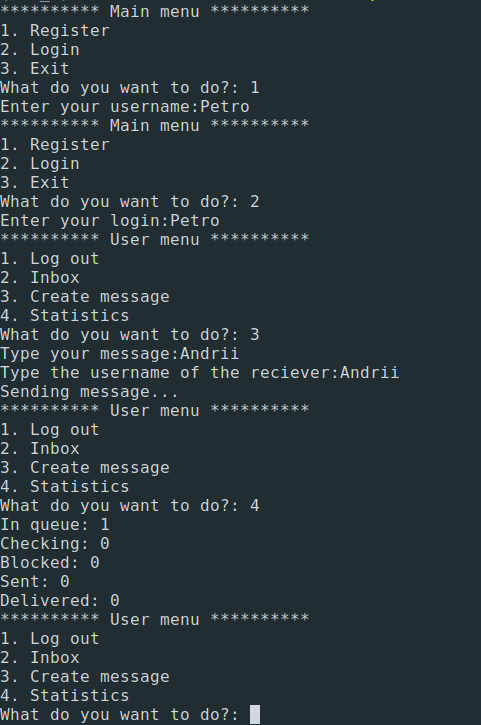 ********** Main menu **********
1. Register
2. Login
3. Exit
What do you want to do?: 1
Enter your username:Petro
********** Main menu **********
1. Register
2. Login
3. Exit
What do you want to do?: 2
Enter your login:Petro
********** User menu **********
1. Log out
2. Inbox
3. Create message
4. Statistics
What do you want to do?: 3
Type your message:Andrii
Type the username of the reciever:Andrii
Sending message...
********** User menu **********
1. Log out
2. Inbox
3. Create message
4. Statistics
What do you want to do?: 4
In queue: 1
Checking: 0
Blocked: 0
Sent: 0
Delivered: 0
********** User menu **********
1. Log out
2. Inbox
3. Create message
4. Statistics
What do you want to do?: